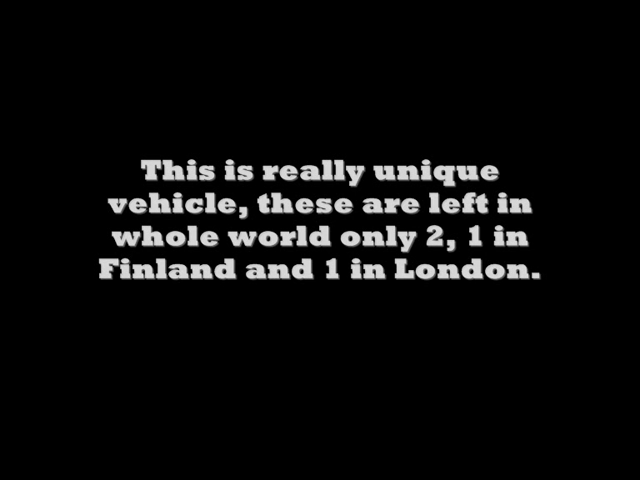 This is really unique
vehicle, these are left in
whole world only 2, 1 in
Finland and 1 in London.